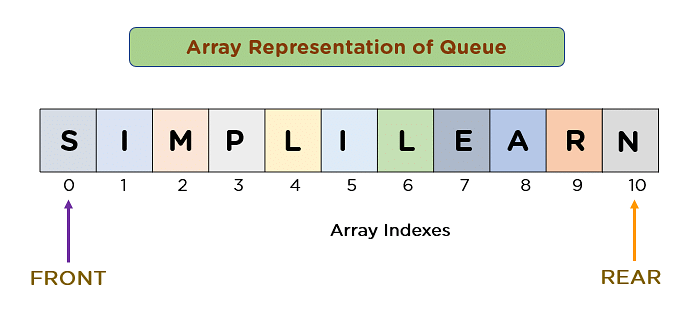 Array Representation of Queue
S I M P L I L E A R N
0 1 2 3 4 5 6 7 8 9 10
Array Indexes
FRONT REAR